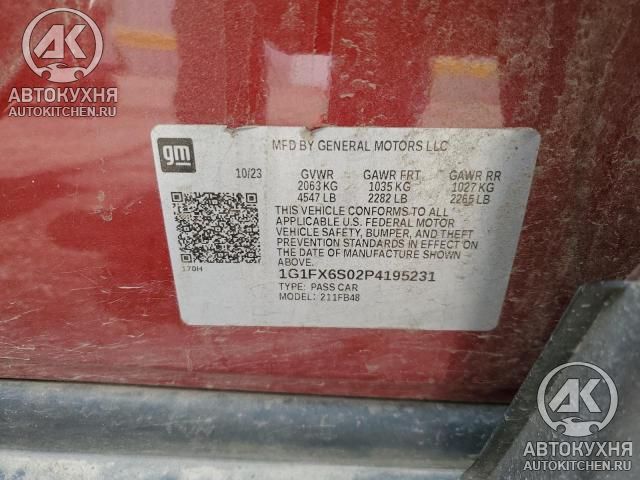 АВТОКУХНЯ
AUTOKITCHEN.RU
gm
MFD BY GENERAL MOTORS LLC
10/23
GVWR GAWR FRT GAWR RR
2063 KG 1035 KG 1027 KG
4547 LB 2282 LB 2265 LB
THIS VEHICLE CONFORMS TO ALL
APPLICABLE U.S. FEDERAL MOTOR
VEHICLE SAFETY, BUMPER, AND THEFT
PREVENTION STANDARDS IN EFFECT ON
THE DATE OF MANUFACTURE SHOWN
ABOVE.
170H
1G1FX6S02P4195231
TYPE: PASS CAR
MODEL: 211FB48
АК
АВТОКУХНЯ
AUTOKITCHEN.RU